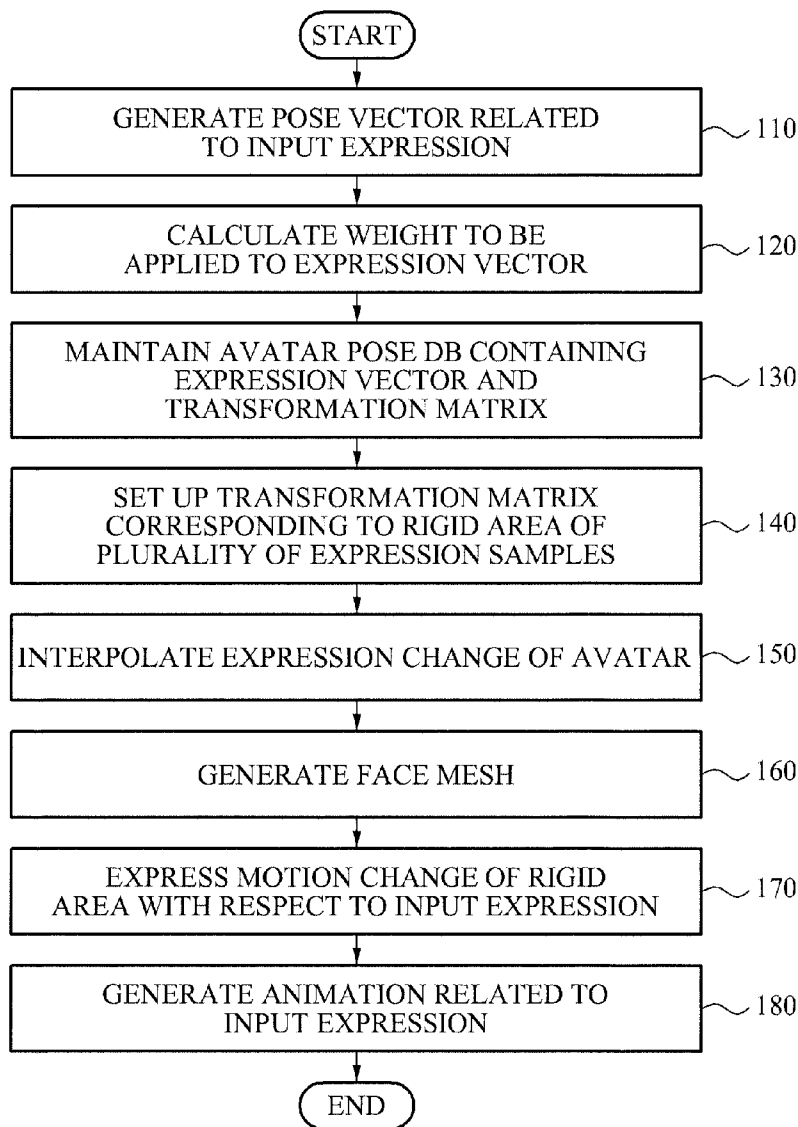 START
GENERATE POSE VECTOR RELATED
TO INPUT EXPRESSION
110
CALCULATE WEIGHT TO BE
APPLIED TO EXPRESSION VECTOR
120
MAINTAIN AVATAR POSE DB CONTAINING
EXPRESSION VECTOR AND
TRANSFORMATION MATRIX
130
SET UP TRANSFORMATION MATRIX
CORRESPONDING TO RIGID AREA OF
PLURALITY OF EXPRESSION SAMPLES
140
INTERPOLATE EXPRESSION CHANGE OF AVATAR
150
GENERATE FACE MESH
160
EXPRESS MOTION CHANGE OF RIGID
AREA WITH RESPECT TO INPUT EXPRESSION
170
GENERATE ANIMATION RELATED TO
INPUT EXPRESSION
180
END